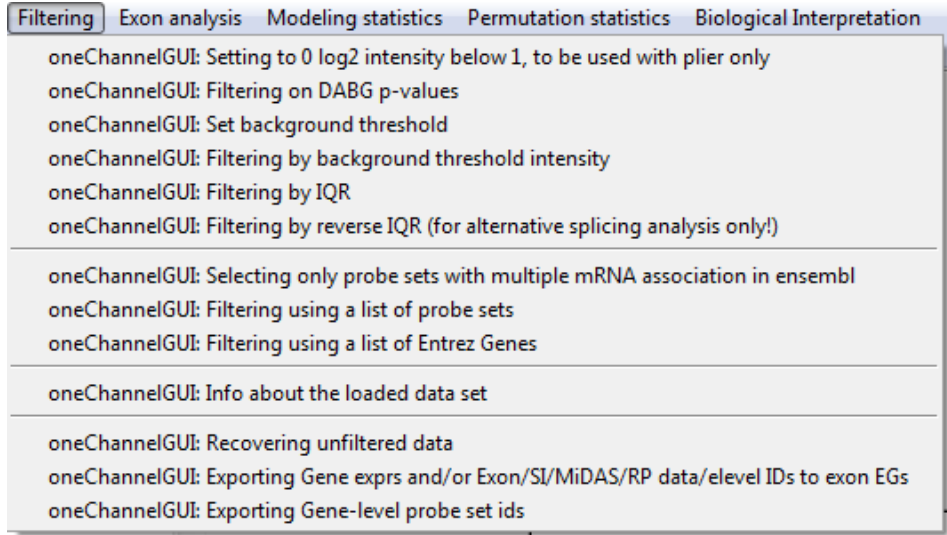 Filtering Exon analysis Modeling statistics Permutation statistics Biological Interpretation
oneChannelGUI: Setting to 0 log2 intensity below 1, to be used with plier only
oneChannelGUI: Filtering on DABG p-values
oneChannelGUI: Set background threshold
oneChannelGUI: Filtering by background threshold intensity
oneChannelGUI: Filtering by IQR
oneChannelGUI: Filtering by reverse IQR (for alternative splicing analysis only!)
oneChannelGUI: Selecting only probe sets with multiple mRNA association in ensembl
oneChannelGUI: Filtering using a list of probe sets
oneChannelGUI: Filtering using a list of Entrez Genes
oneChannelGUI: Info about the loaded data set
oneChannelGUI: Recovering unfiltered data
oneChannelGUI: Exporting Gene exprs and/or Exon/SI/MiDAS/RP data/elevel IDs to exon EGs
oneChannelGUI: Exporting Gene-level probe set ids